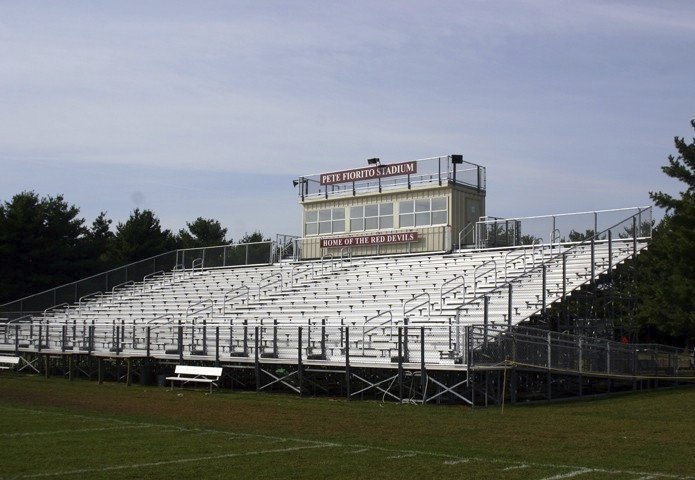 PETE FIORITO STADIUM
HOME OF THE RED DEVILS